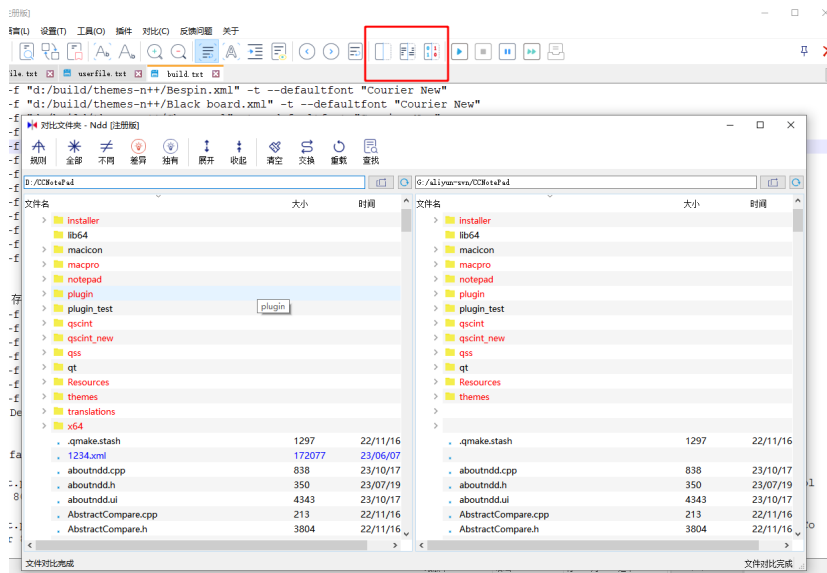 注册版]
语言(L) 设置(T) 工具(O) 插件 对比(C) 反馈问题 关于
ile.txt userfile.txt build.txt
-f "d:/build/themes-n++/Bespin.xml" -t --defaultfont "Courier New"
-f "d:/build/themes-n++/Black board.xml" -t --defaultfont "Courier New"
对比文件夹 - Ndd [注册版]
规则 全部 不同 差异 独有 展开 收起 清空 交换 重载 查找
D:/CCNotePad G:/aliyun-svn/CCNotePad
文件名 大小 时间 文件名 大小 时间
installer installer
lib64 lib64
macicon macicon
macpro macpro
notepad notepad
plugin plugin
plugin
plugin_test plugin_test
qscint qscint
qscint_new qscint_new
qss qss
qt qt
Resources Resources
themes themes
translations
x64
.qmake.stash 1297 22/11/16 .qmake.stash 1297 22/11/16
1234.xml 172077 23/06/07
aboutndd.cpp 838 23/10/17 aboutndd.cpp 838 23/10/17
aboutndd.h 350 23/07/19 aboutndd.h 350 23/07/19
aboutndd.ui 4343 23/10/17 aboutndd.ui 4343 23/10/17
AbstractCompare.cpp 213 22/11/16 AbstractCompare.cpp 213 22/11/16
AbstractCompare.h 3804 22/11/16 AbstractCompare.h 3804 22/11/16
文件对比完成 文件对比完成